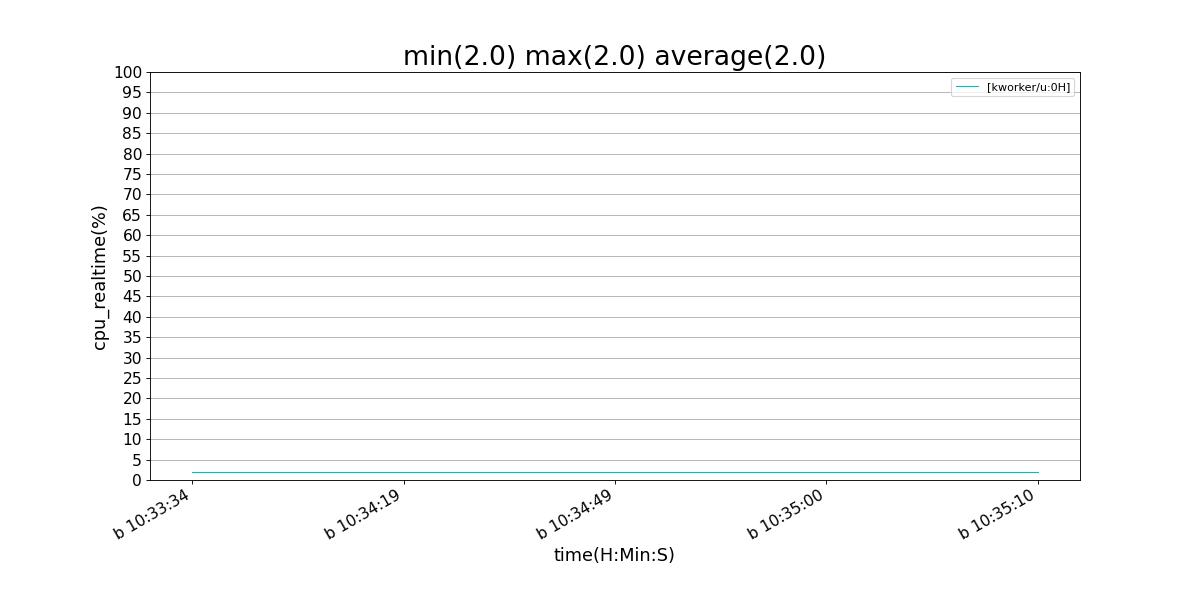 min(2.0) max(2.0) average(2.0)
[kworker/u:0H]
100
95
90
85
80
75
70
65
60
55
50
45
40
35
30
25
20
15
10
5
0
cpu_realtime(%)
b 10:33:34
b 10:34:19
b 10:34:49
b 10:35:00
b 10:35:10
time(H:Min:S)